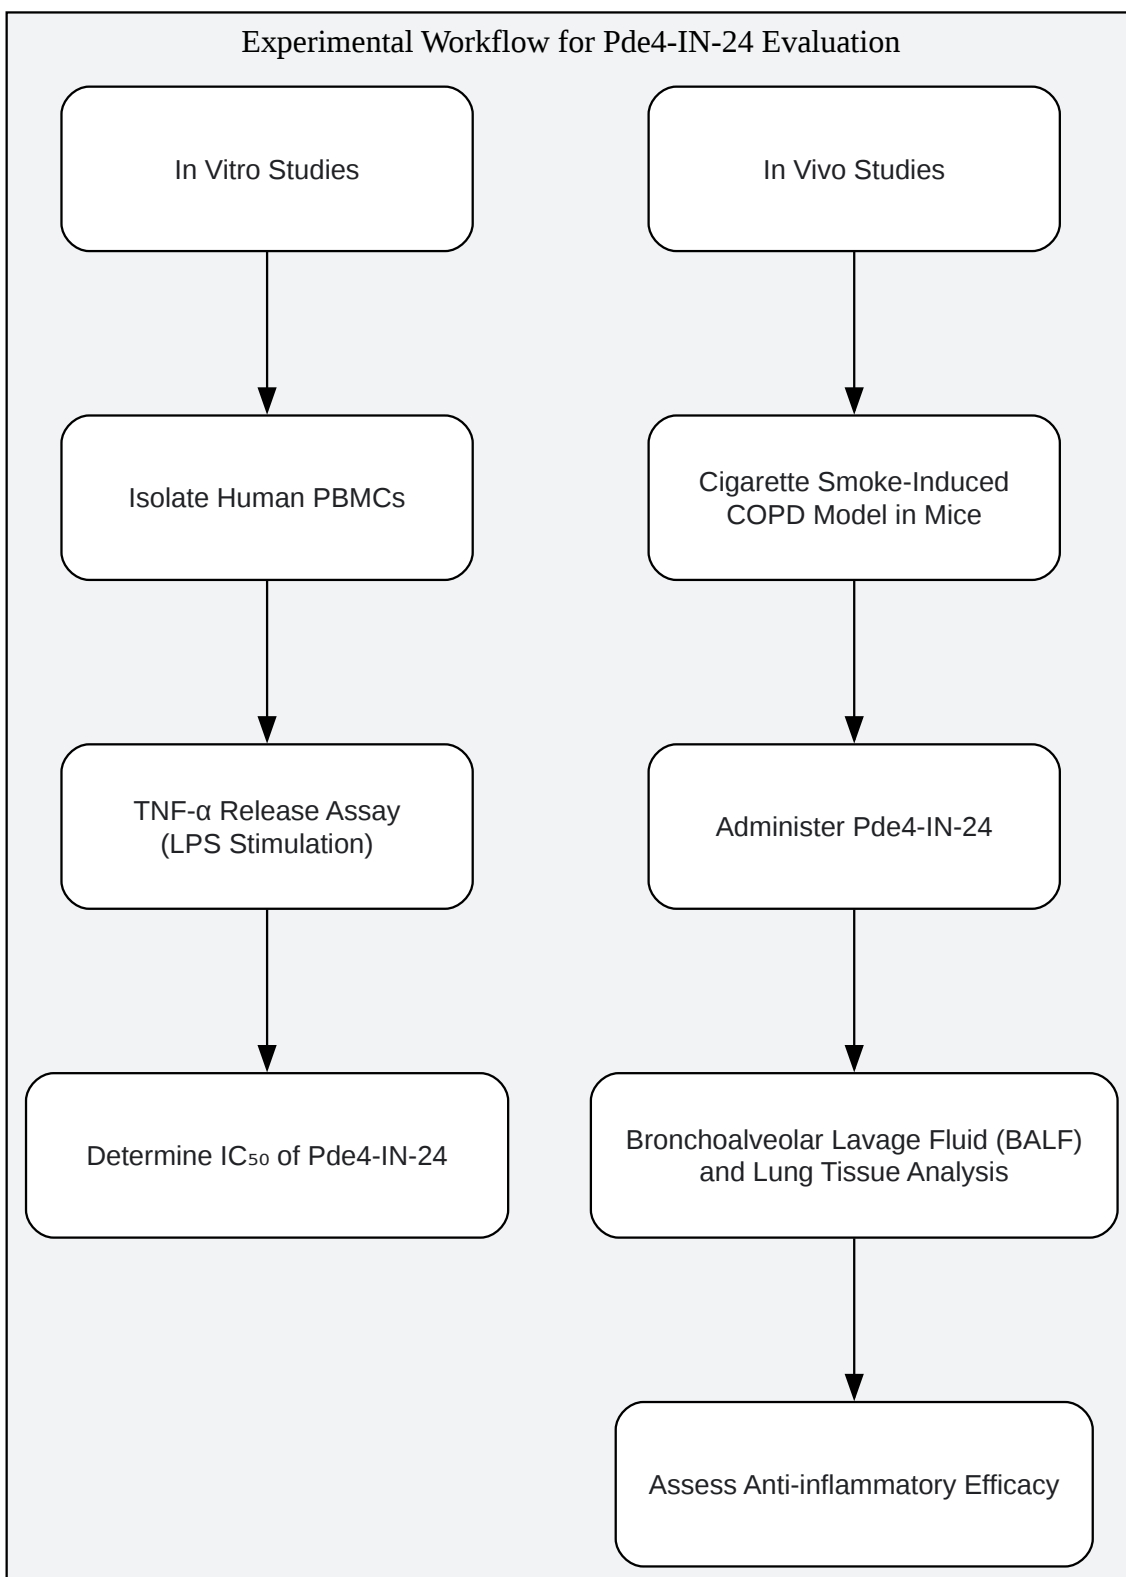 Experimental Workflow for Pde4-IN-24 Evaluation
In Vitro Studies
Isolate Human PBMCs
TNF-α Release Assay
(LPS Stimulation)
Determine IC₅₀ of Pde4-IN-24
In Vivo Studies
Cigarette Smoke-Induced
COPD Model in Mice
Administer Pde4-IN-24
Bronchoalveolar Lavage Fluid (BALF)
and Lung Tissue Analysis
Assess Anti-inflammatory Efficacy